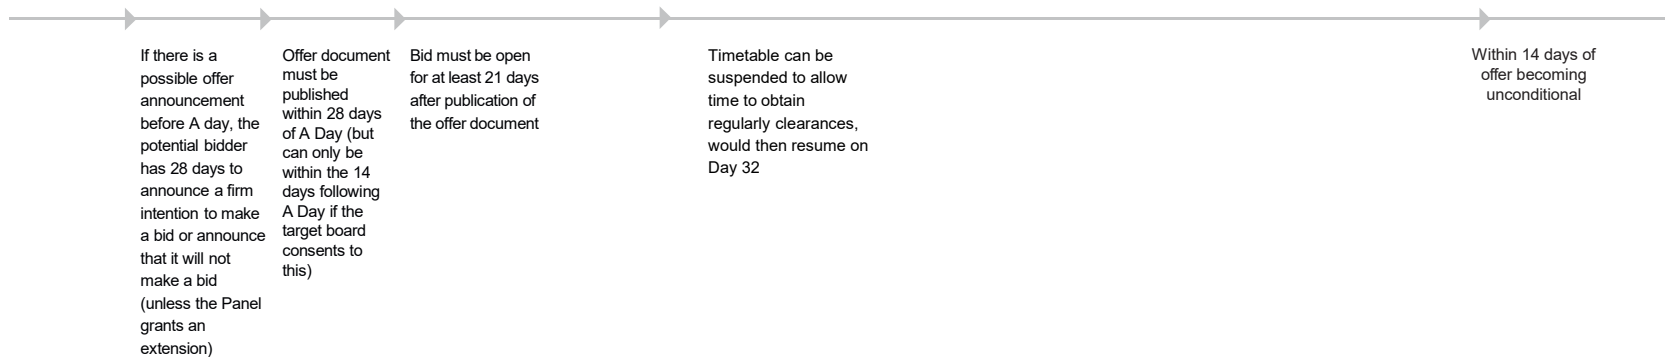 If there is a
possible offer
announcement
before A day, the
potential bidder
has 28 days to
announce a firm
intention to make
a bid or announce
that it will not
make a bid
(unless the Panel
grants an
extension)
Offer document
must be
published
within 28 days
of A Day (but
can only be
within the 14
days following
A Day if the
target board
consents to
this)
Bid must be open
for at least 21 days
after publication of
the offer document
Timetable can be
suspended to allow
time to obtain
regularly clearances,
would then resume on
Day 32
Within 14 days of
offer becoming
unconditional